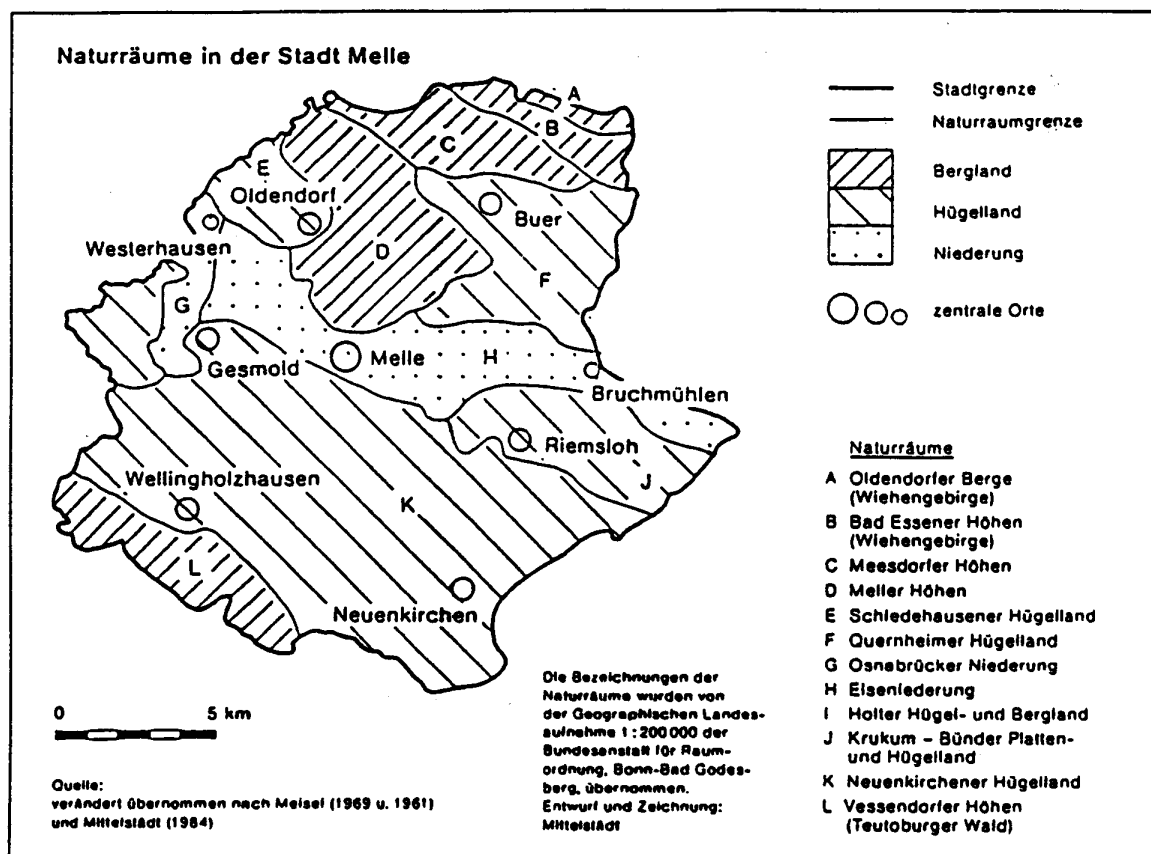 Naturräume in der Stadt Melle
A
B
C
E
Oldendorf
Buer
Westerhausen
D
F
G
Gesmold
Melle
H
Bruchmühlen
Riemsloh
J
Wellingholzhausen
K
L
Neuenkirchen
0 5 km
Quelle:
verändert übernommen nach Meisel (1969 u. 1961)
und Mittelstädt (1984)
Die Bezeichnungen der
Naturräume wurden von
der Geographischen Landes-
aufnahme 1:200000 der
Bundesanstalt für Raum-
ordnung, Bonn-Bad Godes-
berg, übernommen.
Entwurf und Zeichnung:
Mittelstädt
Stadtgrenze
Naturraumgrenze
Bergland
Hügelland
Niederung
zentrale Orte
Naturräume
A Oldendorfer Berge
(Wiehengebirge)
B Bad Essener Höhen
(Wiehengebirge)
C Meesdorfer Höhen
D Meller Höhen
E Schledehausener Hügelland
F Quernheimer Hügelland
G Osnabrücker Niederung
H Elseniederung
I Holter Hügel- und Bergland
J Krukum – Bünder Platten-
und Hügelland
K Neuenkirchener Hügelland
L Vessendorfer Höhen
(Teutoburger Wald)